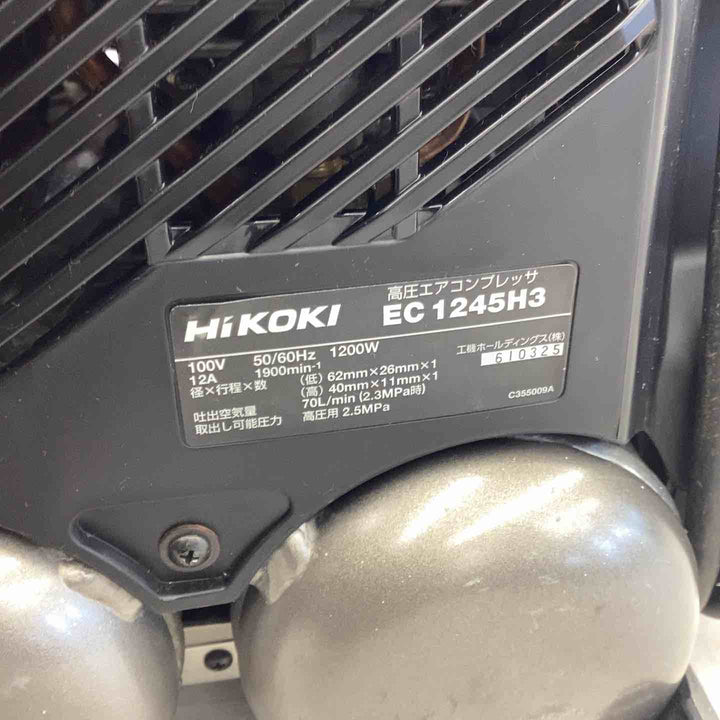 高圧エアコンプレッサ
HiKOKI EC 1245H3
100V 50/60Hz 1200W
12A 1900min-1
径×行程×数 (低) 62mm×26mm×1
(高) 40mm×11mm×1
吐出空気量 70L/min (2.3MPa時)
取出し可能圧力 高圧用 2.5MPa
工機ホールディングス(株)
610325
C355009A